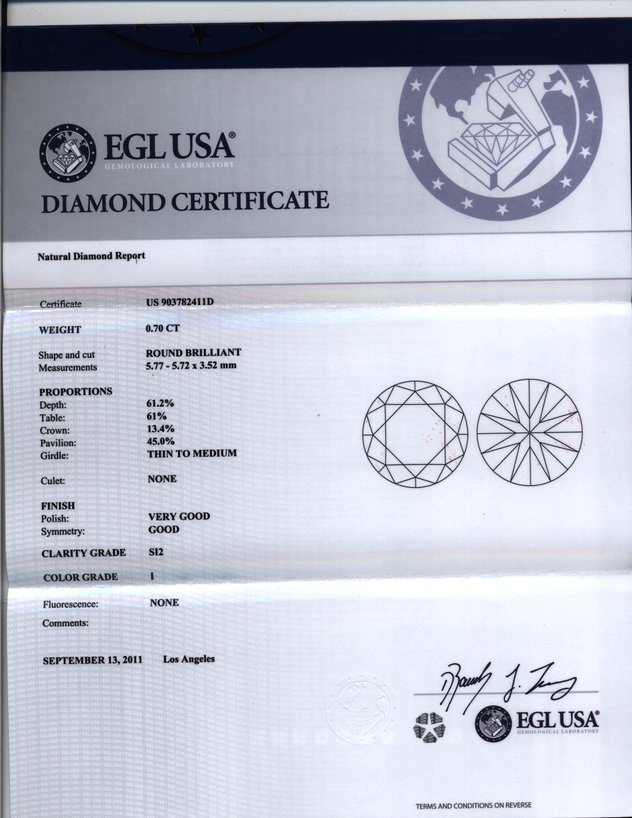 EGL USA®
GEMOLOGICAL LABORATORY
DIAMOND CERTIFICATE
Natural Diamond Report
Certificate US 903782411D
WEIGHT 0.70 CT
Shape and cut ROUND BRILLIANT
Measurements 5.77 - 5.72 x 3.52 mm
PROPORTIONS
Depth: 61.2%
Table: 61%
Crown: 13.4%
Pavilion: 45.0%
Girdle: THIN TO MEDIUM
Culet: NONE
FINISH
Polish: VERY GOOD
Symmetry: GOOD
CLARITY GRADE SI2
COLOR GRADE I
Fluorescence: NONE
Comments:
SEPTEMBER 13, 2011 Los Angeles
EGL USA®
GEMOLOGICAL LABORATORY
TERMS AND CONDITIONS ON REVERSE